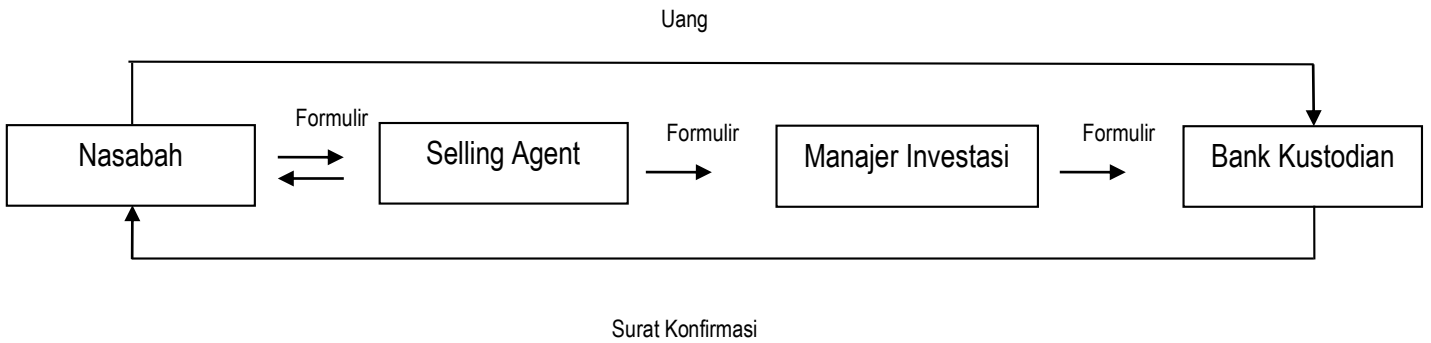 Uang
Formulir
Formulir
Formulir
Nasabah
Selling Agent
Manajer Investasi
Bank Kustodian
Surat Konfirmasi